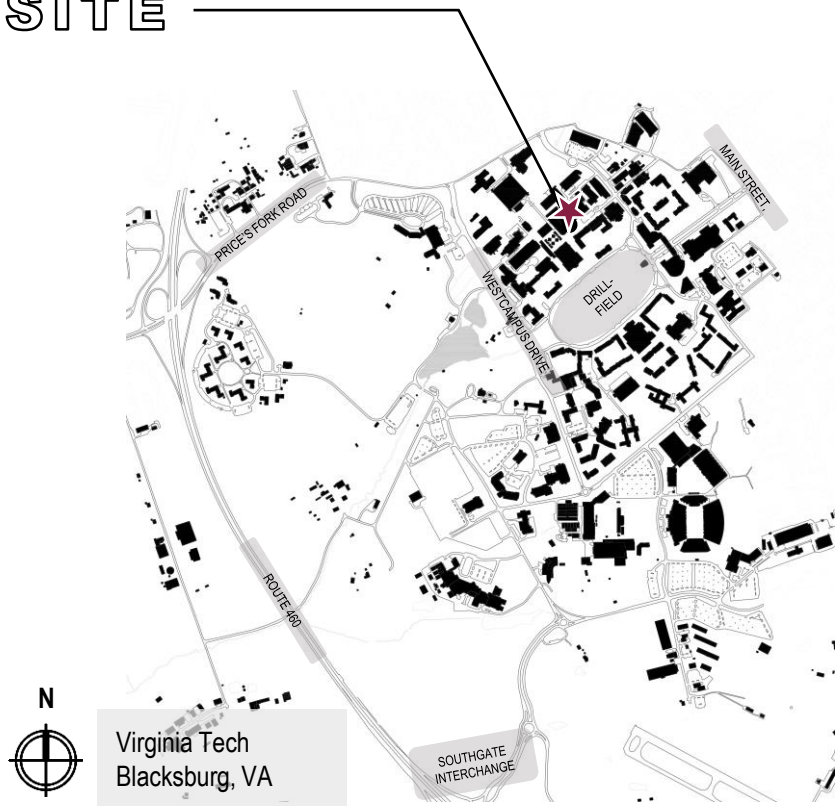 SITE
MAIN STREET.
PRICE'S FORK ROAD
WESTCAMPUS DRIVE
DRILL-
FIELD
ROUTE 460
N
Virginia Tech
Blacksburg, VA
SOUTHGATE
INTERCHANGE